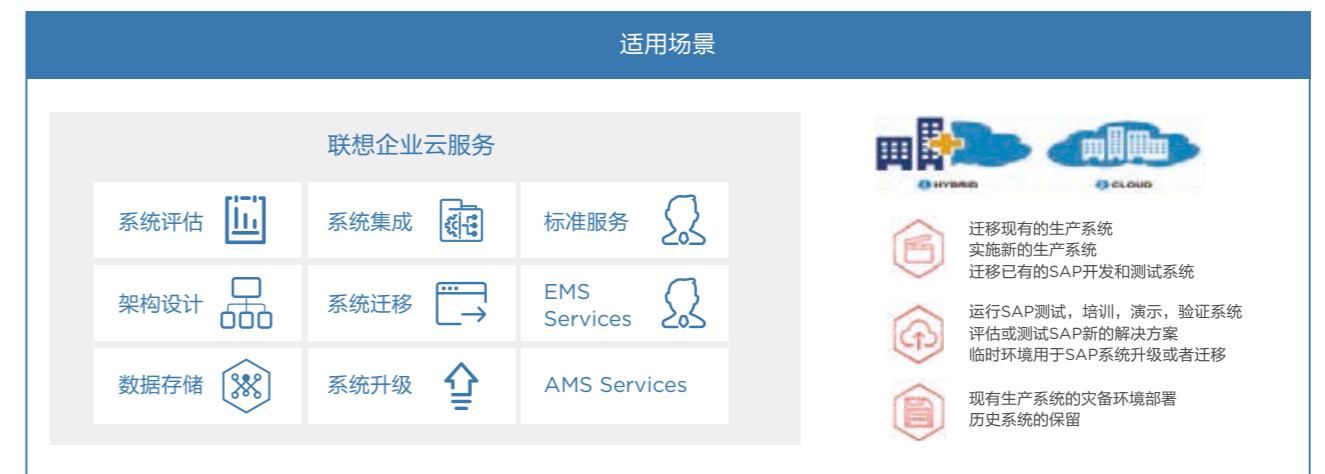 适用场景
联想企业云服务
系统评估
系统集成
标准服务
架构设计
系统迁移
EMS
Services
数据存储
系统升级
AMS Services
HYBRID
CLOUD
迁移现有的生产系统
实施新的生产系统
迁移已有的SAP开发和测试系统
运行SAP测试，培训，演示，验证系统
评估或测试SAP新的解决方案
临时环境用于SAP系统升级或者迁移
现有生产系统的灾备环境部署
历史系统的保留